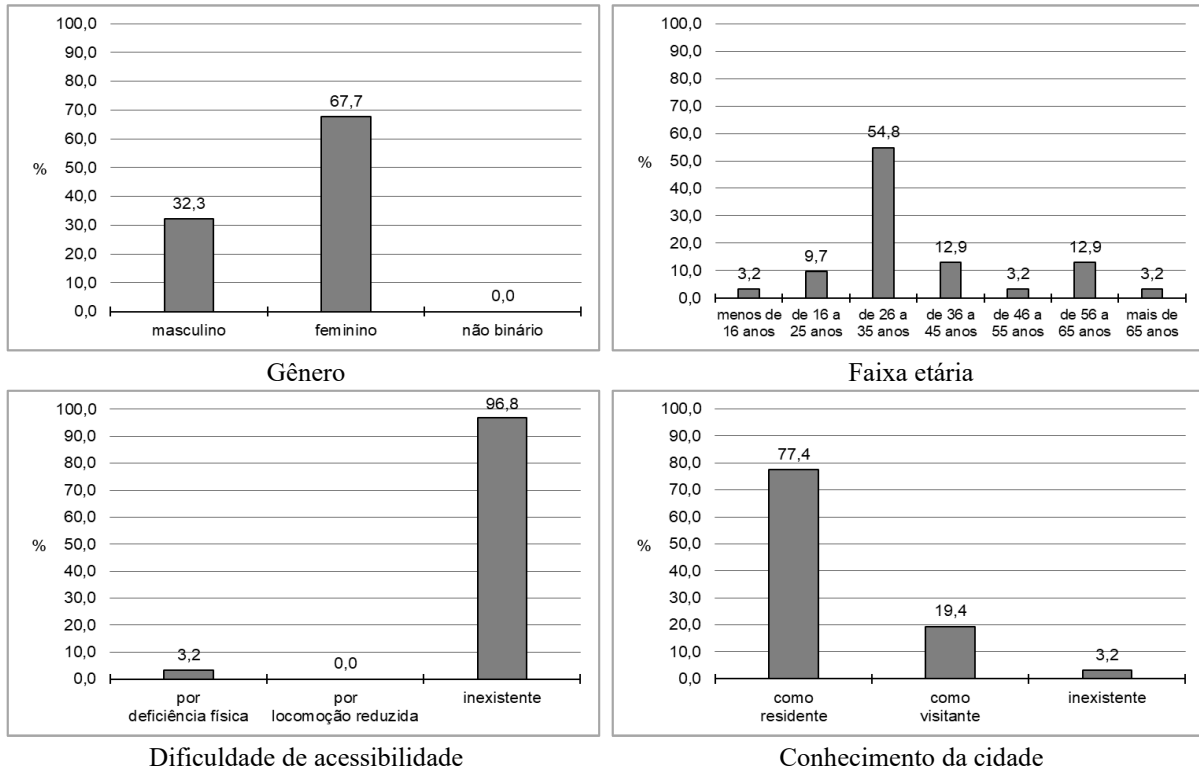 100,0
90,0
80,0
70,0
60,0
50,0
40,0
30,0
20,0
10,0
0,0
%
32,3
67,7
0,0
masculino
feminino
não binário
Gênero
100,0
90,0
80,0
70,0
60,0
50,0
40,0
30,0
20,0
10,0
0,0
%
3,2
9,7
54,8
12,9
3,2
12,9
3,2
menos de
16 anos
de 16 a
25 anos
de 26 a
35 anos
de 36 a
45 anos
de 46 a
55 anos
de 56 a
65 anos
mais de
65 anos
Faixa etária
100,0
90,0
80,0
70,0
60,0
50,0
40,0
30,0
20,0
10,0
0,0
%
3,2
0,0
96,8
por
deficiência física
por
locomoção reduzida
inexistente
Dificuldade de acessibilidade
100,0
90,0
80,0
70,0
60,0
50,0
40,0
30,0
20,0
10,0
0,0
%
77,4
19,4
3,2
como
residente
como
visitante
inexistente
Conhecimento da cidade